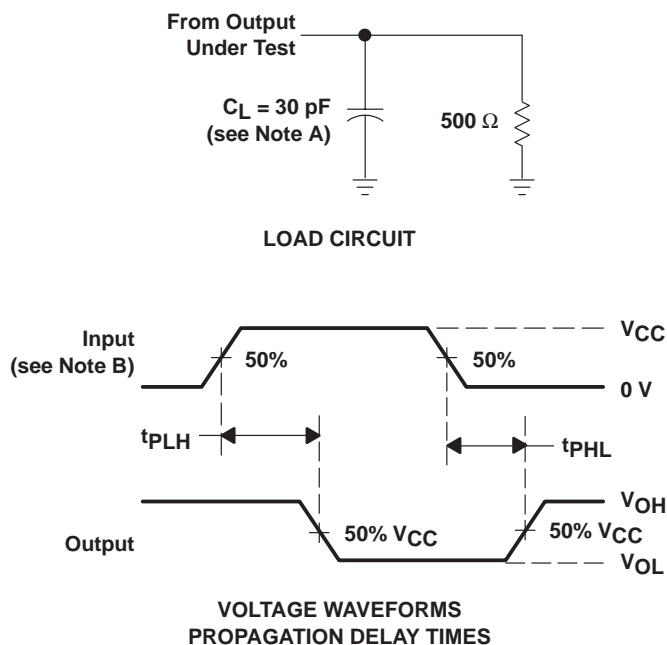 From Output
Under Test
CL = 30 pF
(see Note A)
500 Ω
LOAD CIRCUIT
Input
(see Note B)
50%
50%
VCC
0 V
tPLH
tPHL
Output
50% VCC
50% VCC
VOH
VOL
VOLTAGE WAVEFORMS
PROPAGATION DELAY TIMES